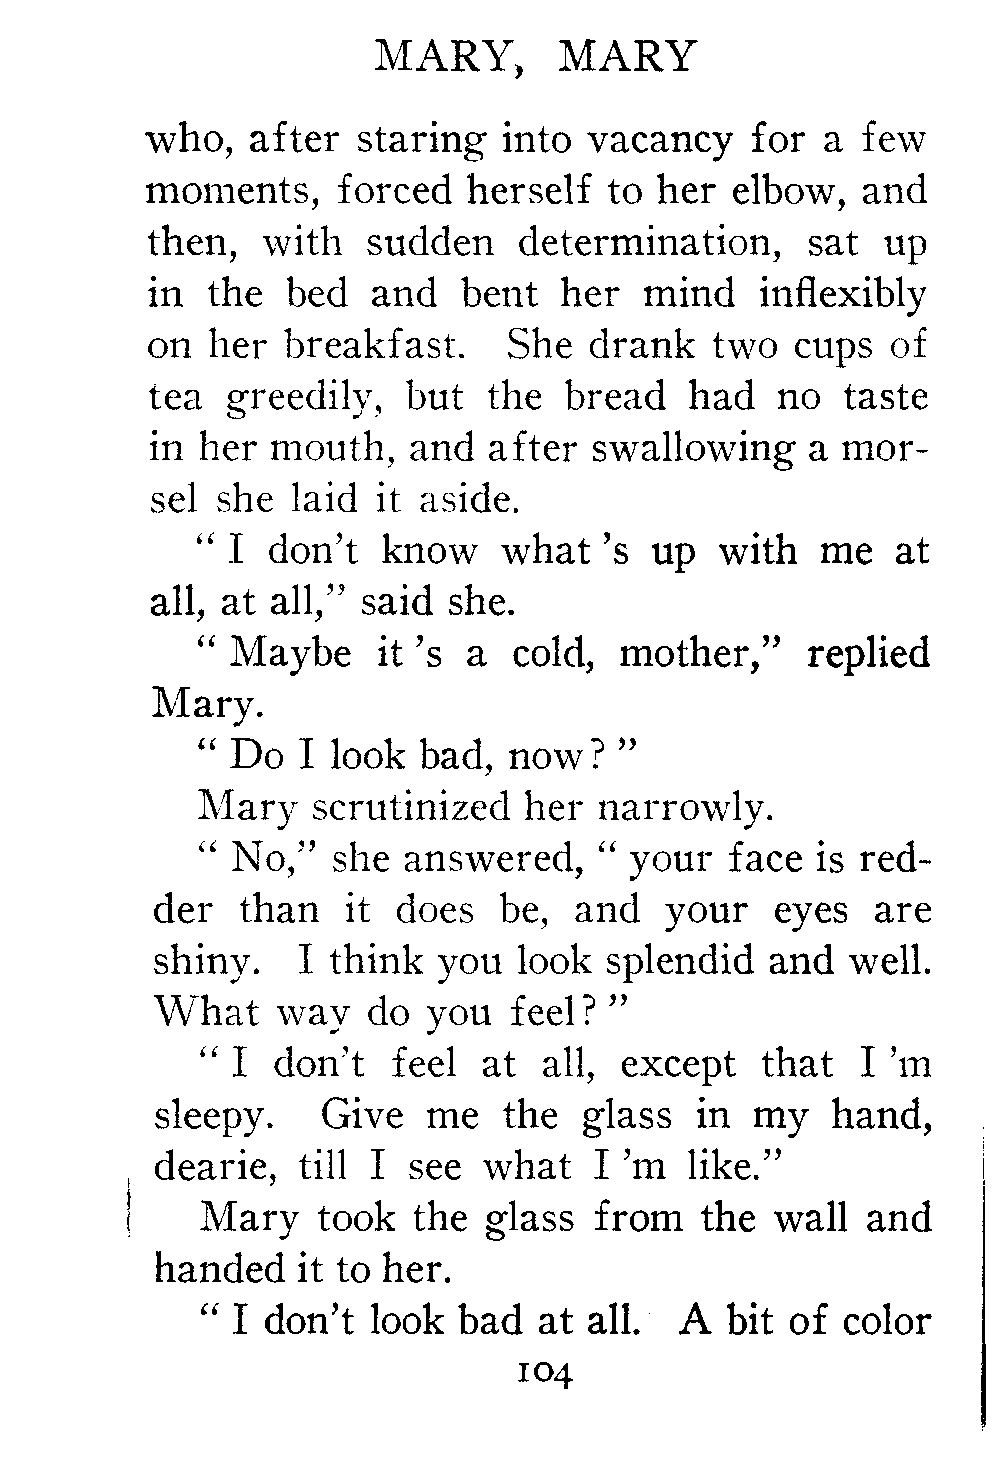 MARY, MARY
who, after staring into vacancy for a few
moments, forced herself to her elbow, and
then, with sudden determination, sat up
in the bed and bent her mind inflexibly
on her breakfast. She drank two cups of
tea greedily, but the bread had no taste
in her mouth, and after swallowing a mor-
sel she laid it aside.
“ I don’t know what ’s up with me at
all, at all,” said she.
“ Maybe it ’s a cold, mother,” replied
Mary.
“ Do I look bad, now? ”
Mary scrutinized her narrowly.
“ No,” she answered, “ your face is red-
der than it does be, and your eyes are
shiny. I think you look splendid and well.
What way do you feel? ”
“ I don’t feel at all, except that I ’m
sleepy. Give me the glass in my hand,
dearie, till I see what I ’m like.”
Mary took the glass from the wall and
handed it to her.
“ I don’t look bad at all. A bit of color
104